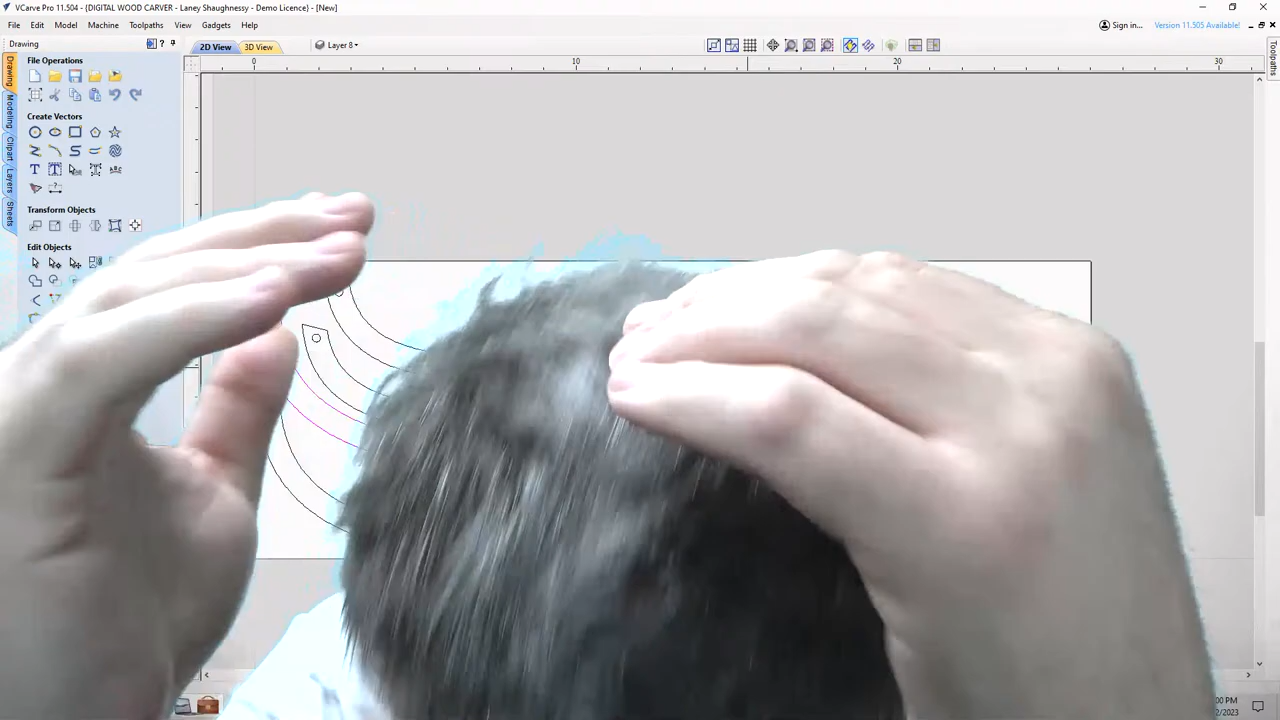 VCarve Pro 11.504 - (DIGITAL WOOD CARVER - Laney Shaughnessy - Demo Licence) - [New]
File Edit Model Machine Toolpaths View Gadgets Help
Sign in... Version 11.505 Available!
Drawing
2D View 3D View Layer 8
File Operations
Create Vectors
Transform Objects
Edit Objects
Drawing
Modeling
Clipart
Layers
Sheets
Toolpaths
0 10 20 30